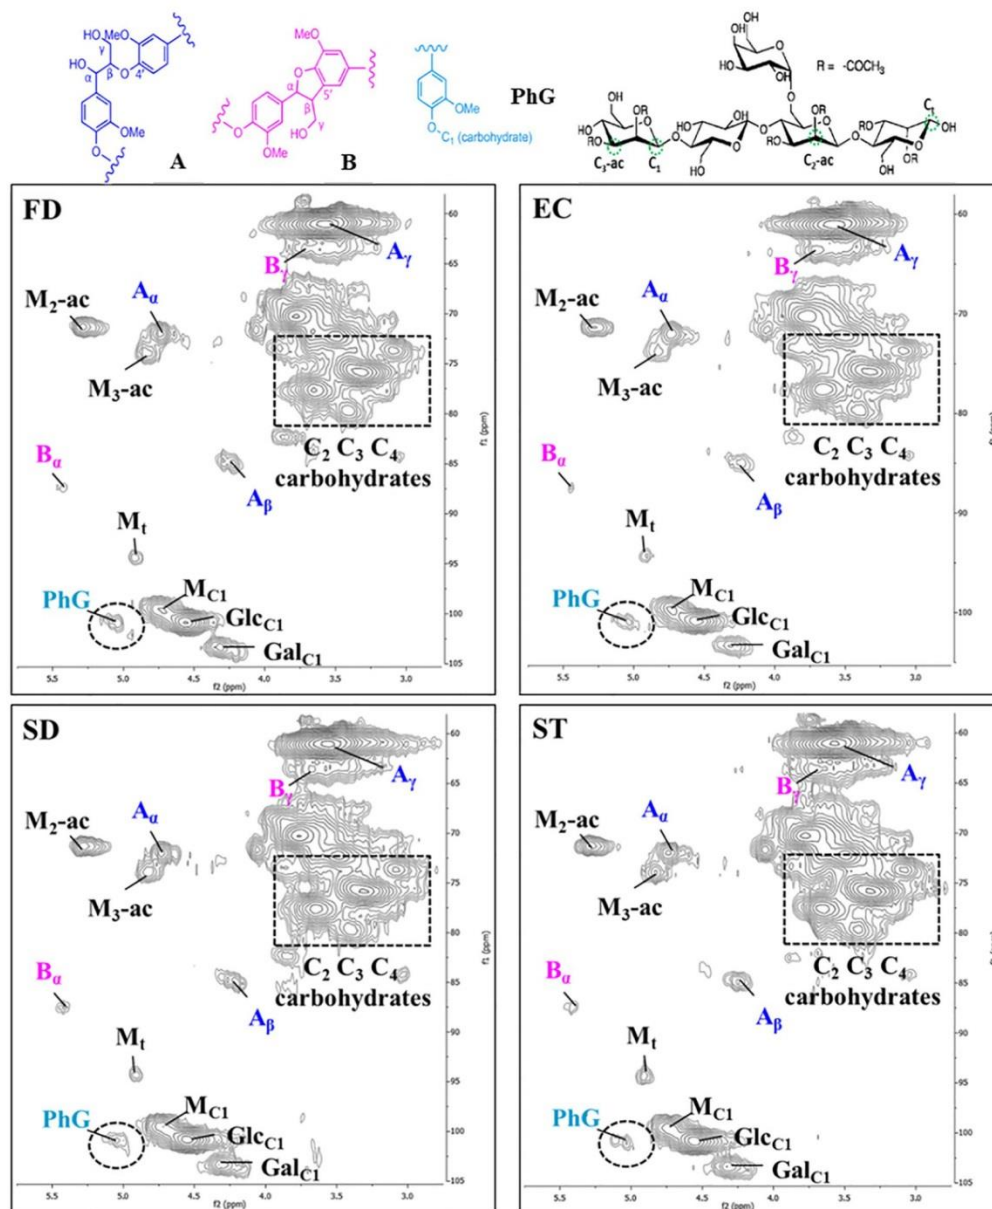 MeO
HO γ
HO
β
α
O 4'
OMe
O
A
MeO
O
α
5'
β
γ
HO
O
OMe
B
OMe
O
C₁ (carbohydrate)
PhG
HO OH
HO
OH
O
R = -COCH₃
HO
OR
HO
RO
C₃-ac
C₁
HO
OH
HO
OR
RO
C₂-ac
HO
OH
OR
C₁
OH
FD
Bγ
Aγ
M₂-ac
Aα
M₃-ac
C₂ C₃ C₄
carbohydrates
Bα
Aβ
Mt
PhG
MC1
GlcC1
GalC1
60
65
70
75
80
85
90
95
100
105
f1 (ppm)
5.5 5.0 4.5 4.0 3.5 3.0
f2 (ppm)
EC
Bγ
Aγ
M₂-ac
Aα
M₃-ac
C₂ C₃ C₄
carbohydrates
Bα
Aβ
Mt
PhG
MC1
GlcC1
GalC1
60
70
80
90
100
5.5 5.0 4.5 4.0 3.5 3.0
f2 (ppm)
SD
Bγ
Aγ
M₂-ac
Aα
M₃-ac
C₂ C₃ C₄
carbohydrates
Bα
Aβ
Mt
PhG
MC1
GlcC1
GalC1
60
65
70
75
80
85
90
95
100
105
f1 (ppm)
5.5 5.0 4.5 4.0 3.5 3.0
f2 (ppm)
ST
Bγ
Aγ
M₂-ac
Aα
M₃-ac
C₂ C₃ C₄
carbohydrates
Bα
Aβ
Mt
PhG
MC1
GlcC1
GalC1
60
65
70
75
80
85
90
95
100
105
5.5 5.0 4.5 4.0 3.5 3.0
f2 (ppm)